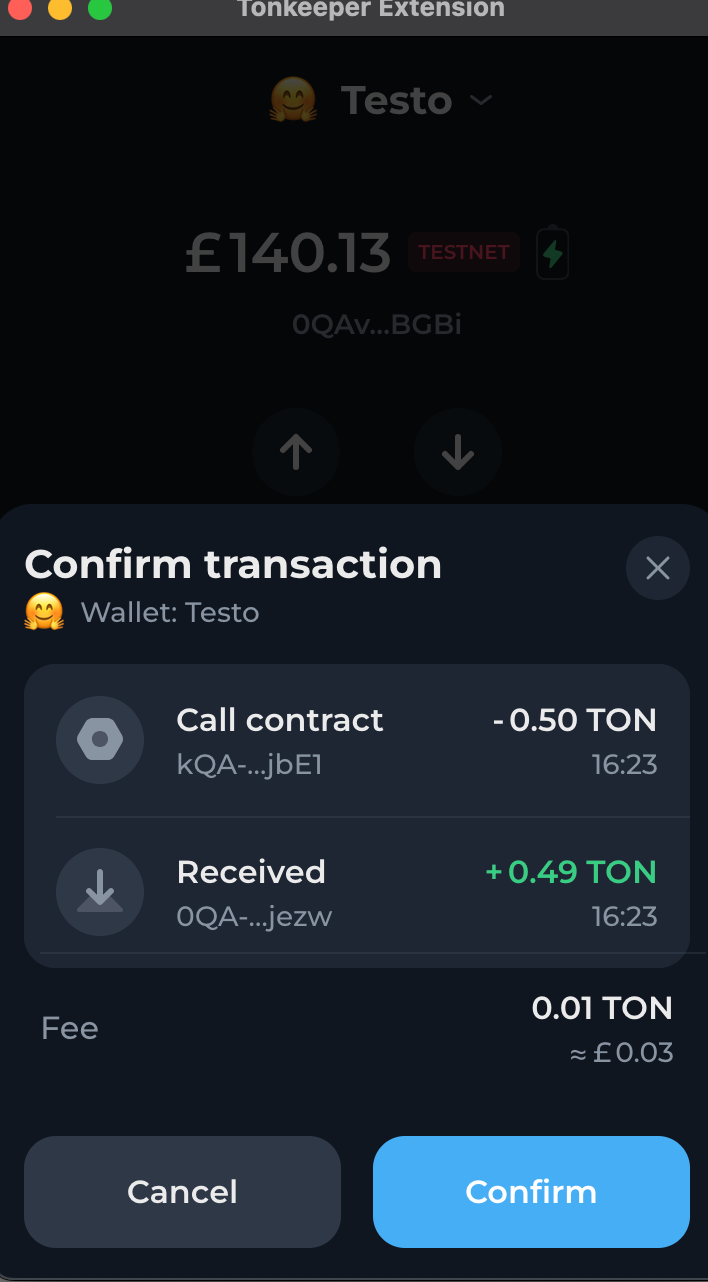 Tonkeeper Extension
Testo
£140.13 TESTNET
0QAv...BGBi
Confirm transaction
Wallet: Testo
Call contract -0.50 TON
kQA-...jbE1 16:23
Received +0.49 TON
0QA-...jezw 16:23
0.01 TON
Fee
≈ £0.03
Cancel Confirm